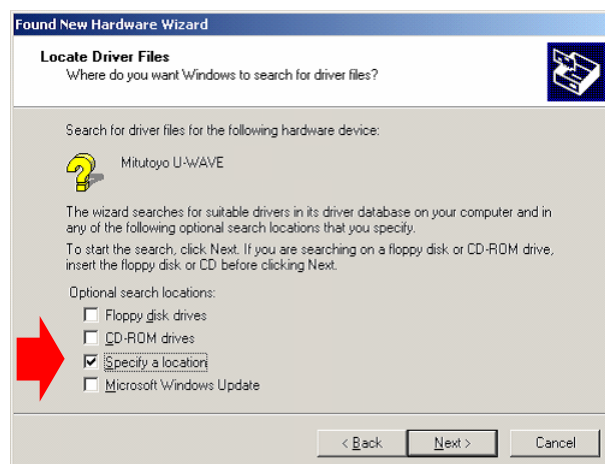 Found New Hardware Wizard
Locate Driver Files
Where do you want Windows to search for driver files?
Search for driver files for the following hardware device:
Mitutoyo U-WAVE
The wizard searches for suitable drivers in its driver database on your computer and in
any of the following optional search locations that you specify.
To start the search, click Next. If you are searching on a floppy disk or CD-ROM drive,
insert the floppy disk or CD before clicking Next.
Optional search locations:
Floppy disk drives
CD-ROM drives
Specify a location
Microsoft Windows Update
< Back Next > Cancel